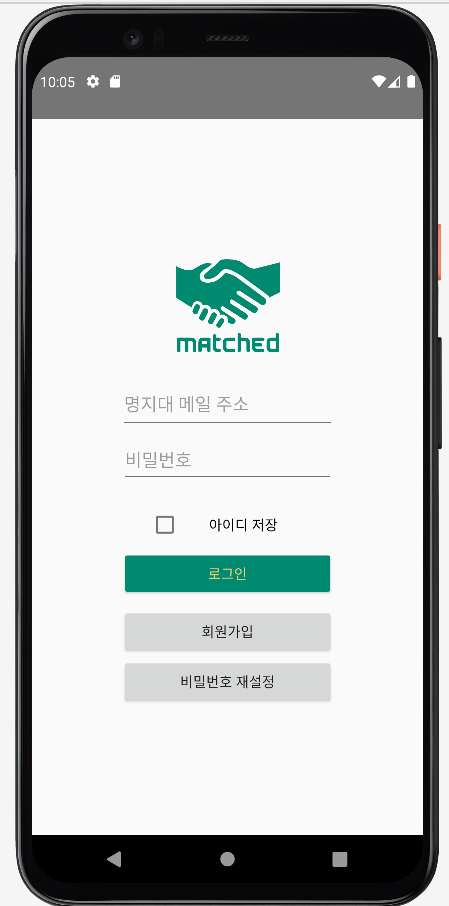 10:05
matched
명지대 메일 주소
비밀번호
아이디 저장
로그인
회원가입
비밀번호 재설정